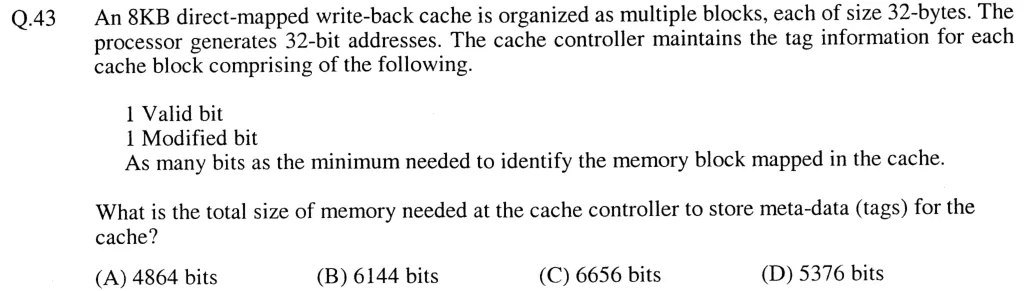 Q.43 An 8KB direct-mapped write-back cache is organized as multiple blocks, each of size 32-bytes. The
processor generates 32-bit addresses. The cache controller maintains the tag information for each
cache block comprising of the following.
1 Valid bit
1 Modified bit
As many bits as the minimum needed to identify the memory block mapped in the cache.
What is the total size of memory needed at the cache controller to store meta-data (tags) for the
cache?
(A) 4864 bits (B) 6144 bits (C) 6656 bits (D) 5376 bits